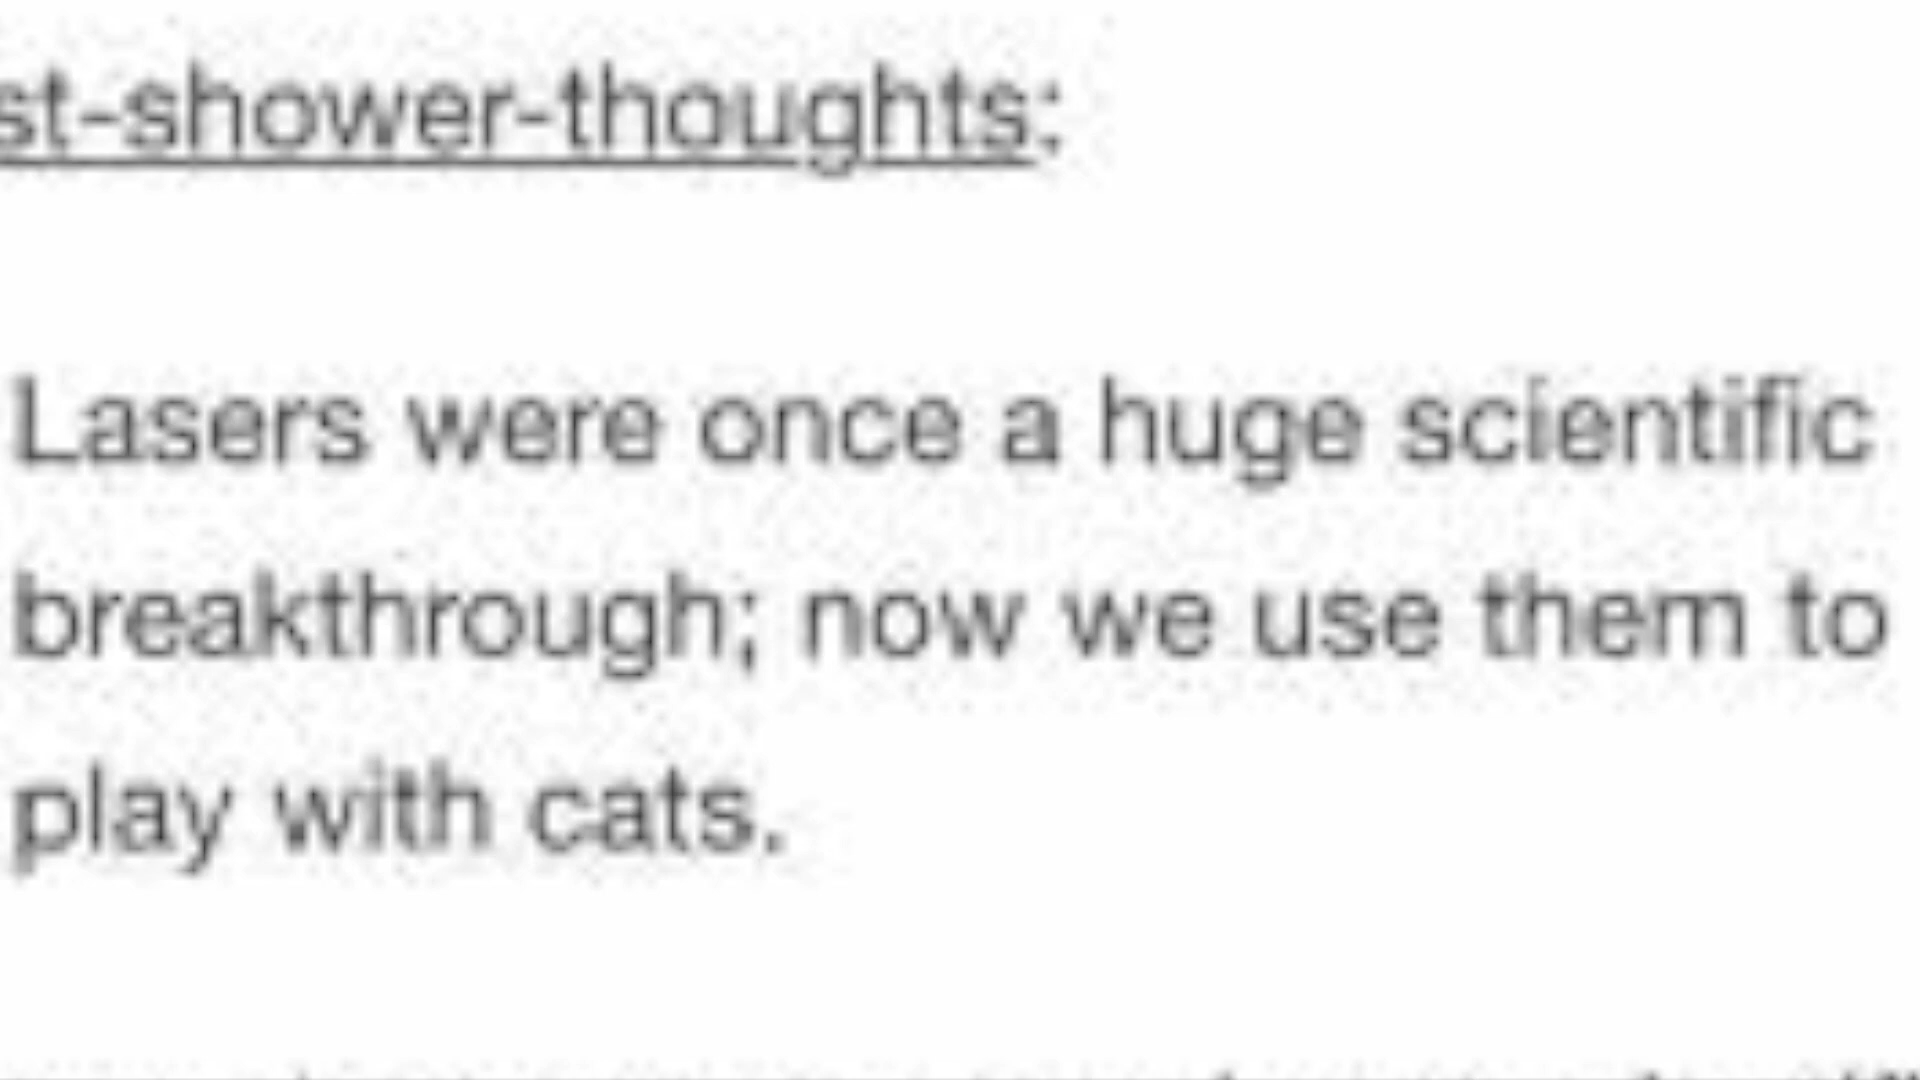 st-shower-thoughts:
Lasers were once a huge scientific
breakthrough; now we use them to
play with cats.